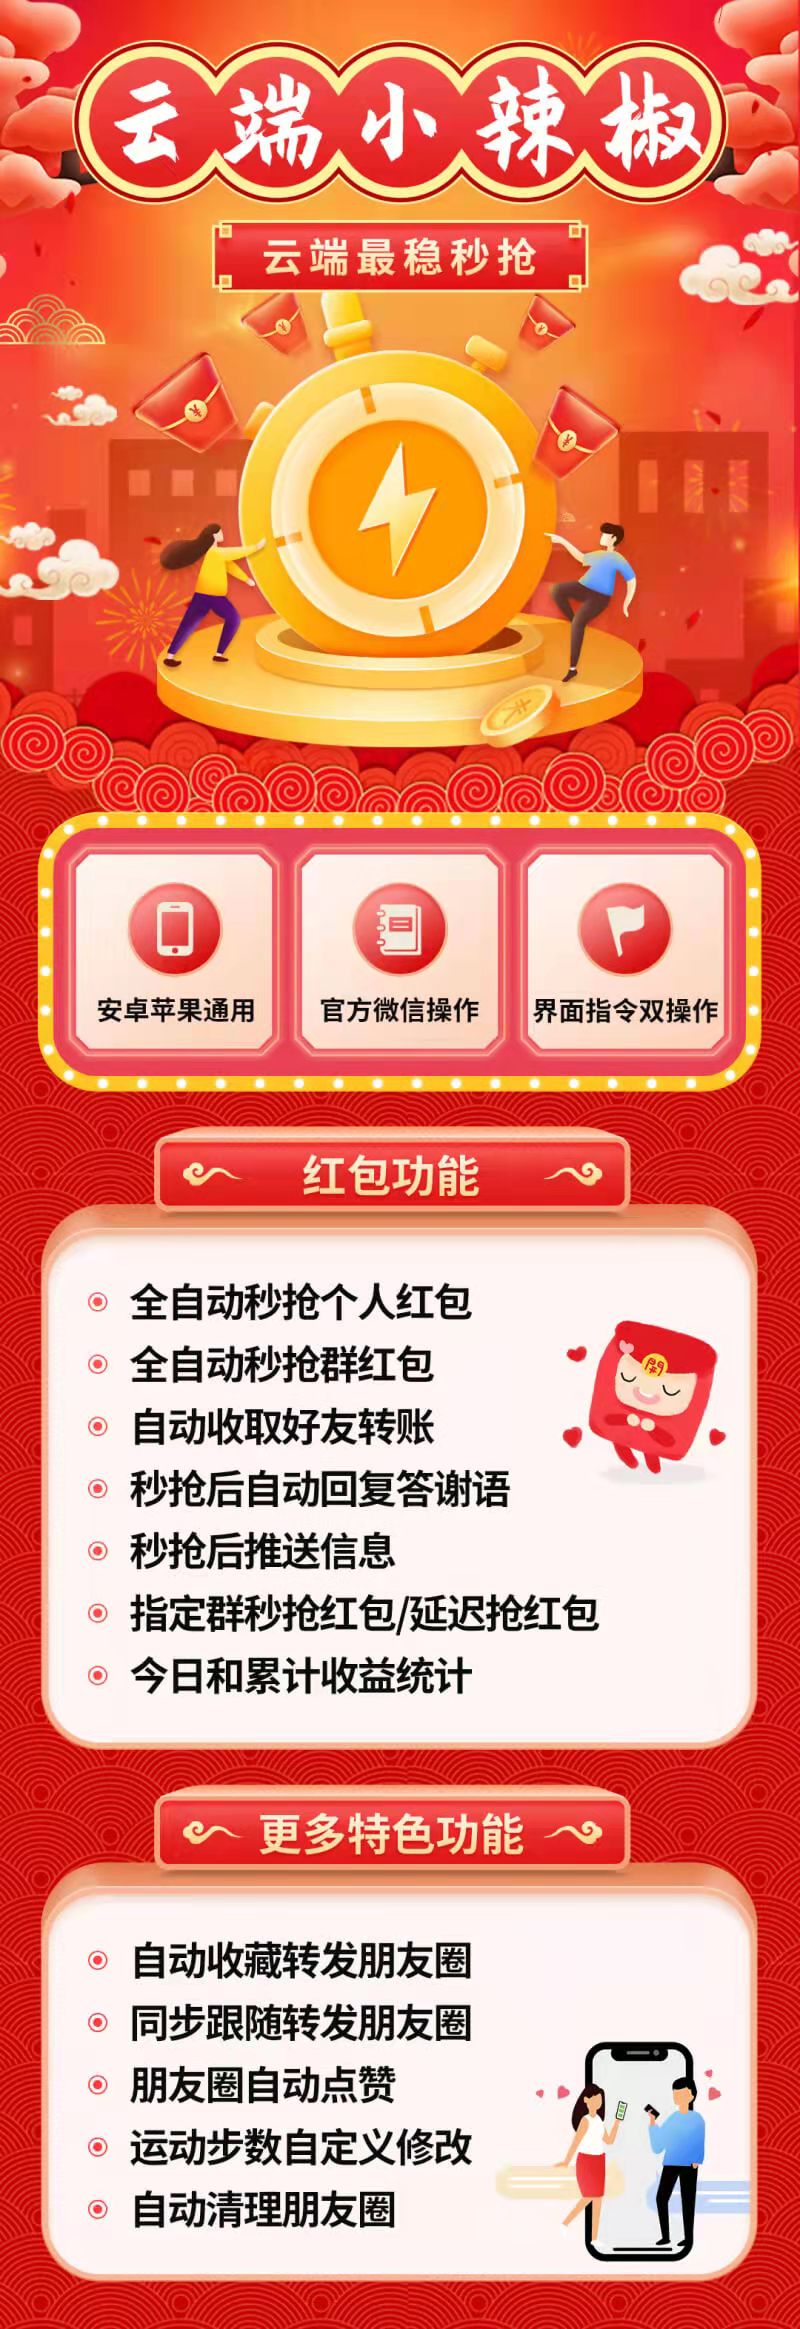 云端小辣椒
云端最稳秒抢
安卓苹果通用
官方微信操作
界面指令双操作
红包功能
全自动秒抢个人红包
全自动秒抢群红包
自动收取好友转账
秒抢后自动回复答谢语
秒抢后推送信息
指定群秒抢红包/延迟抢红包
今日和累计收益统计
開
更多特色功能
自动收藏转发朋友圈
同步跟随转发朋友圈
朋友圈自动点赞
运动步数自定义修改
自动清理朋友圈